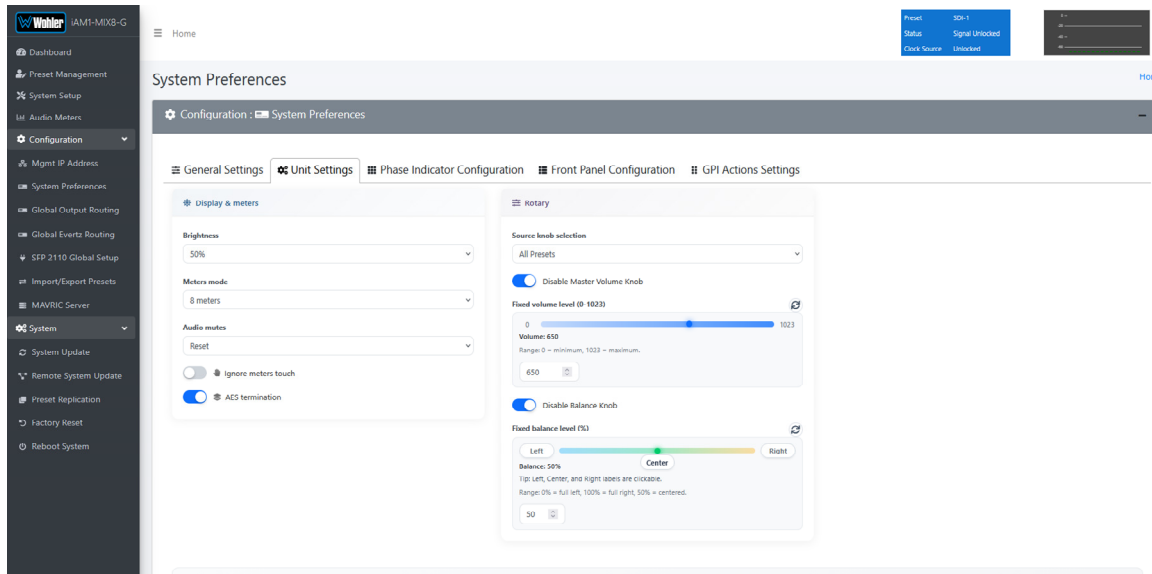 Wohler iAM1-MIX8-G
Dashboard
Preset Management
System Setup
Audio Meters
Configuration
Mgmt IP Address
System Preferences
Global Output Routing
Global Evertz Routing
SFP 2110 Global Setup
Import/Export Presets
MAVRIC Server
System
System Update
Remote System Update
Preset Replication
Factory Reset
Reboot System
Home
Preset SDI-1
Status Signal Unlocked
Clock Source Unlocked
System Preferences
Hor
Configuration : System Preferences
General Settings Unit Settings Phase Indicator Configuration Front Panel Configuration GPI Actions Settings
Display & meters
Brightness
50%
Meters mode
8 meters
Audio mutes
Reset
Ignore meters touch
AES termination
Rotary
Source knob selection
All Presets
Disable Master Volume Knob
Fixed volume level (0-1023)
0 1023
Volume: 650
Range: 0 – minimum, 1023 – maximum.
650
Disable Balance Knob
Fixed balance level (%)
Left Right
Center
Balance: 50%
Tip: Left, Center, and Right labels are clickable.
Range: 0% = full left, 100% = full right, 50% = centered.
50